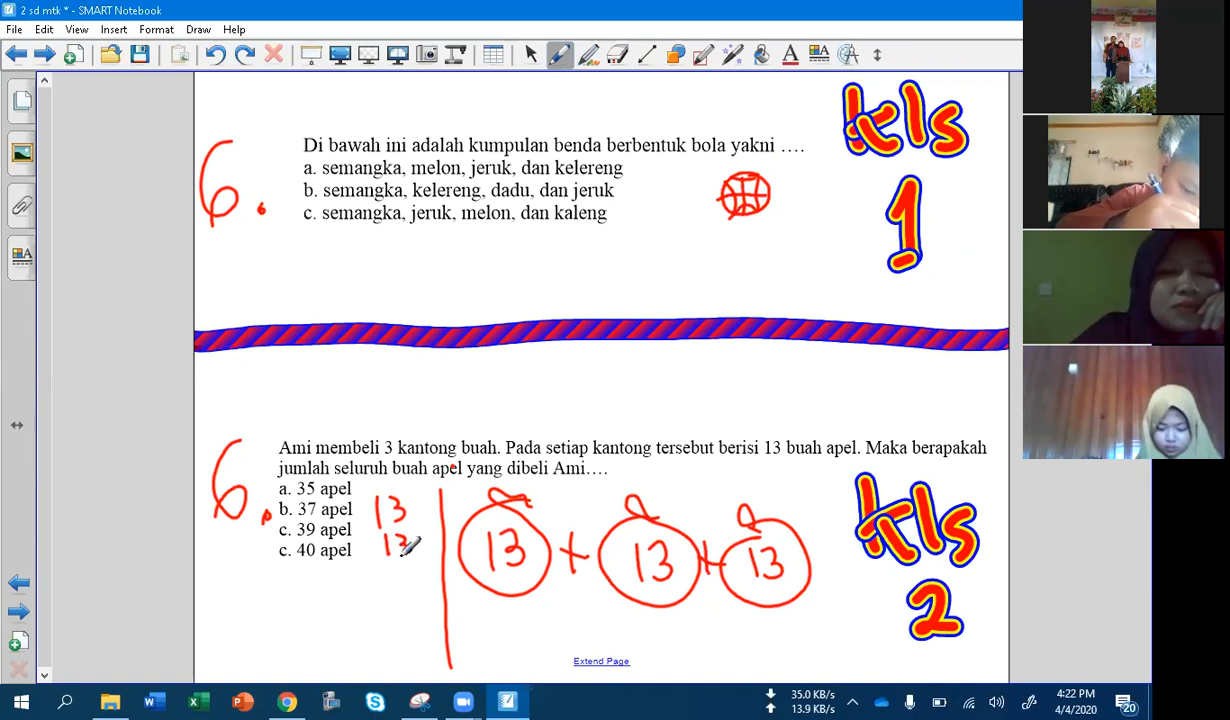 2 sd mtk * - SMART Notebook
File Edit View Insert Format Draw Help
6.
Di bawah ini adalah kumpulan benda berbentuk bola yakni ….
a. semangka, melon, jeruk, dan kelereng
b. semangka, kelereng, dadu, dan jeruk
c. semangka, jeruk, melon, dan kaleng
kls
1
6.
Ami membeli 3 kantong buah. Pada setiap kantong tersebut berisi 13 buah apel. Maka berapakah
jumlah seluruh buah apel yang dibeli Ami….
a. 35 apel
b. 37 apel
c. 39 apel
c. 40 apel
13
13
13 + 13 + 13
kls
2
Extend Page
35.0 KB/s
13.9 KB/s
4:22 PM
4/4/2020
20